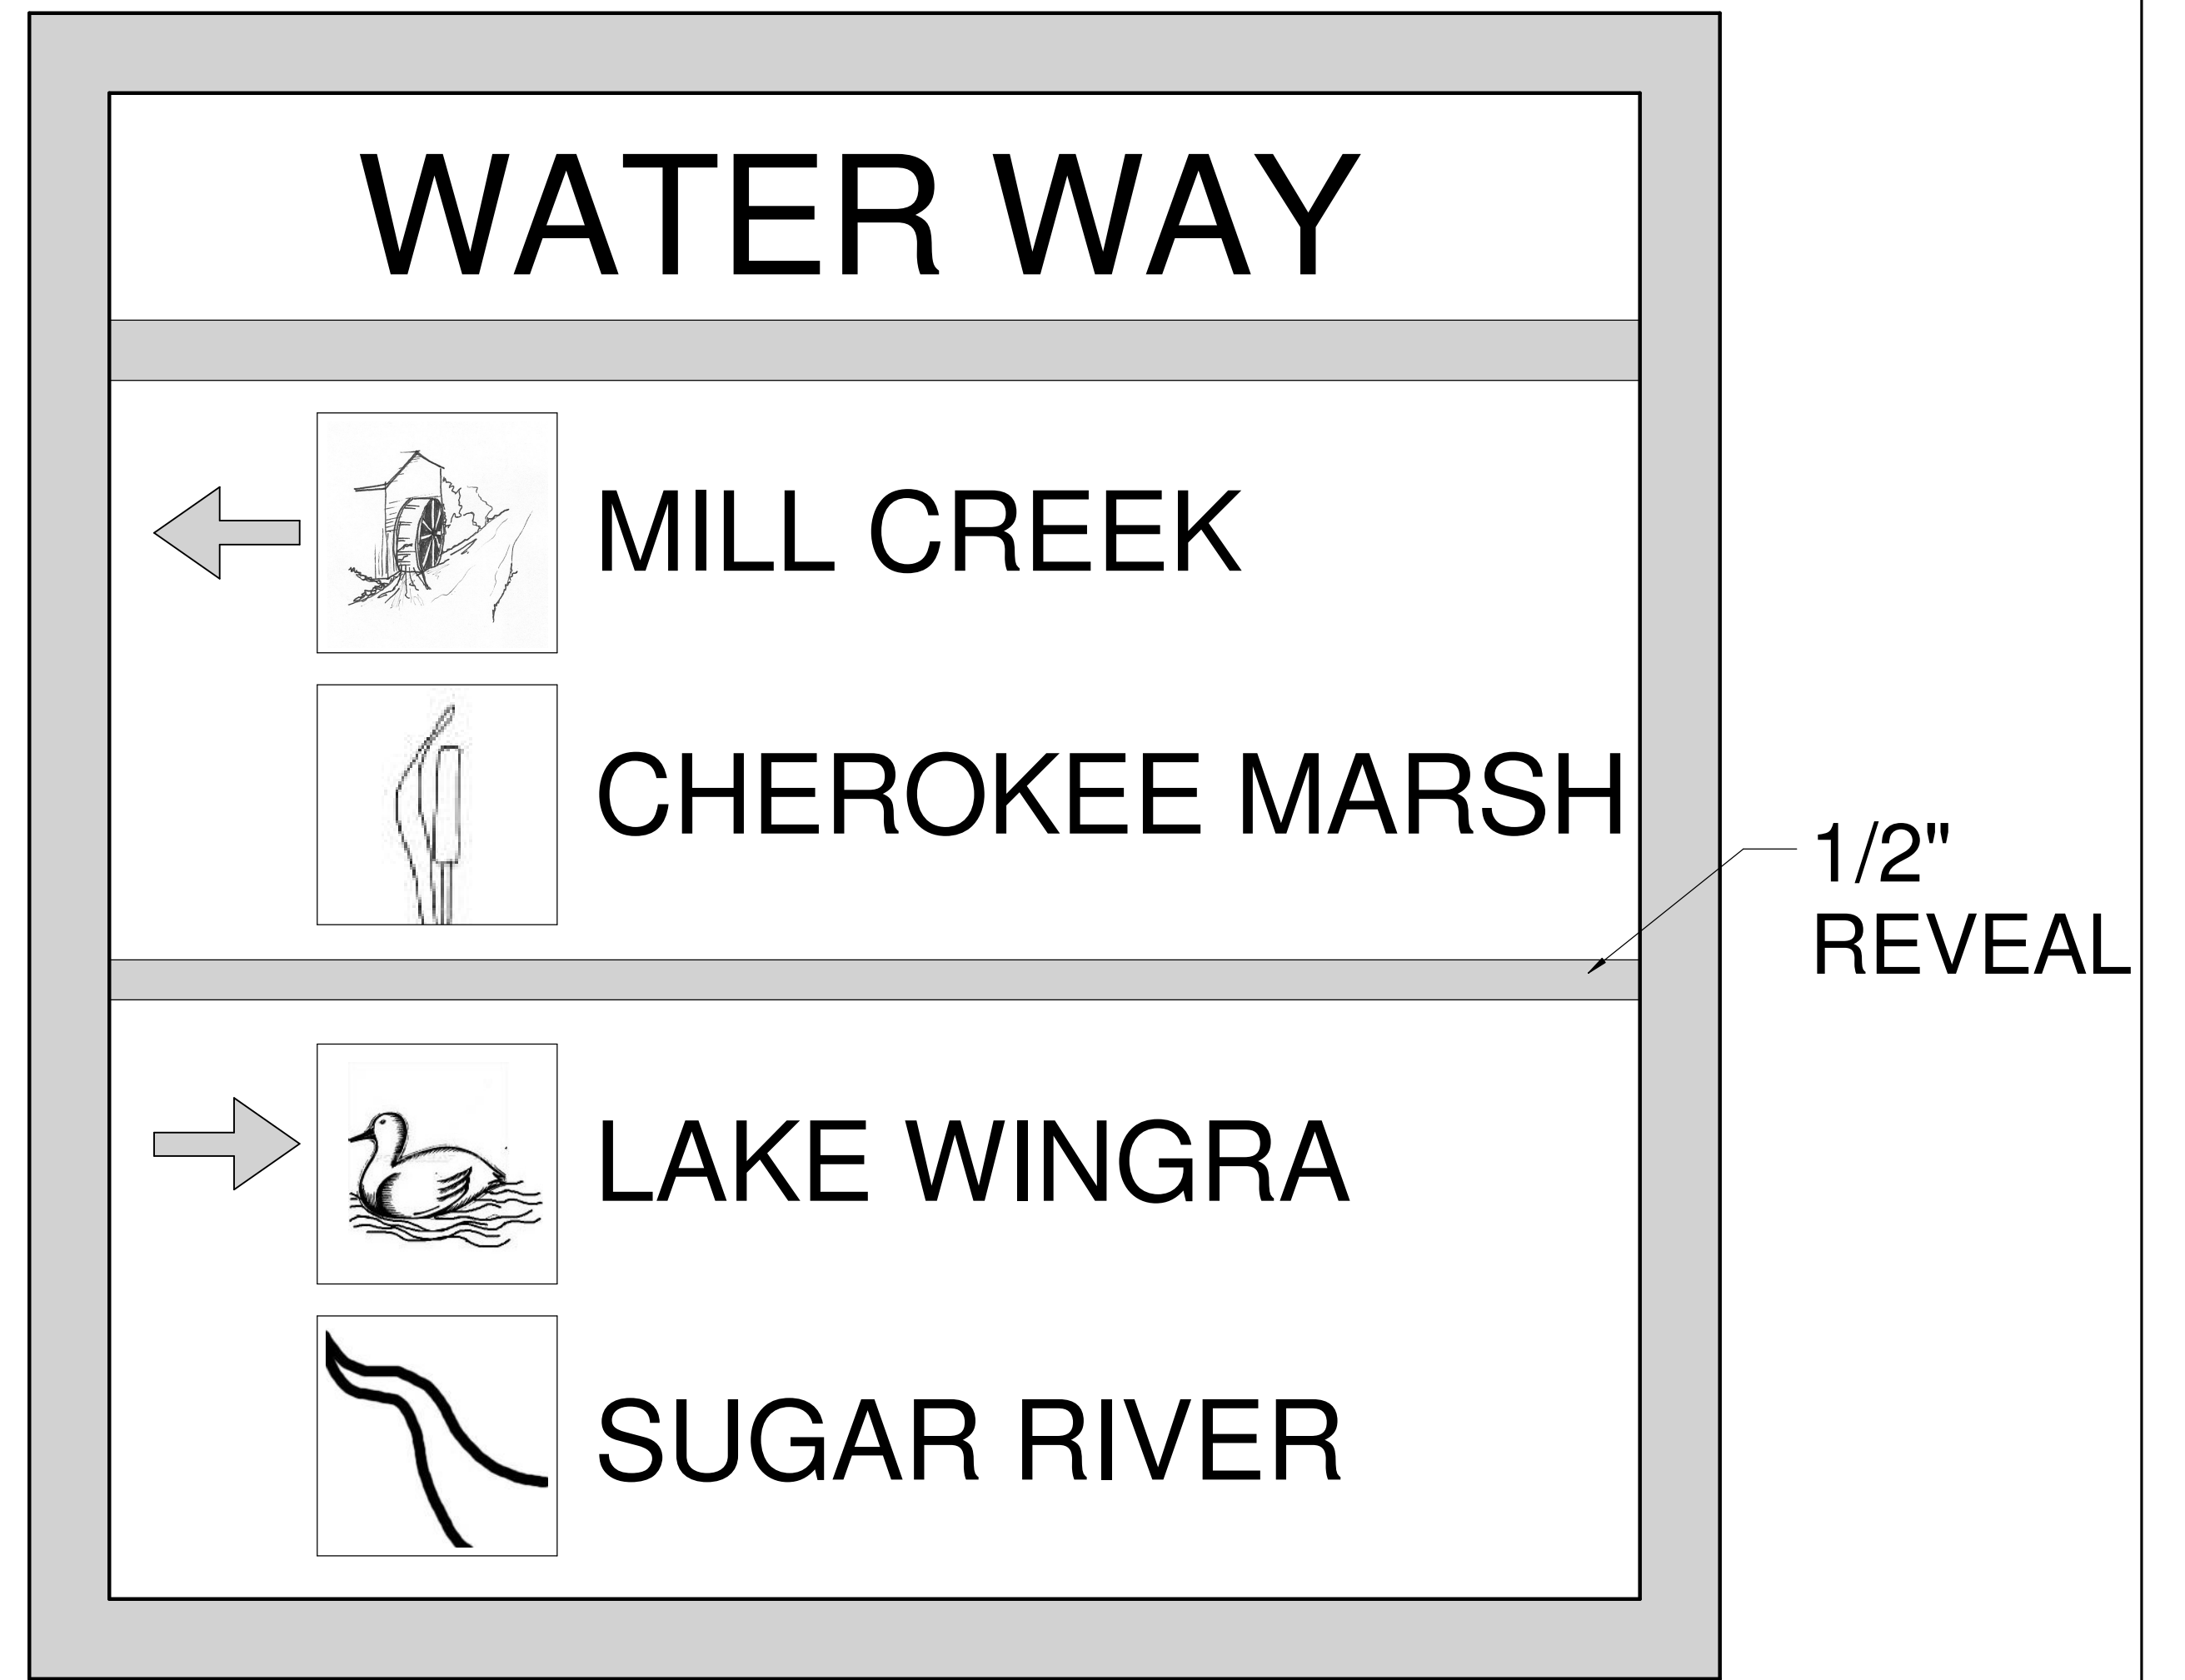 WATER WAY
MILL CREEK
CHEROKEE MARSH
1/2"
REVEAL
LAKE WINGRA
SUGAR RIVER